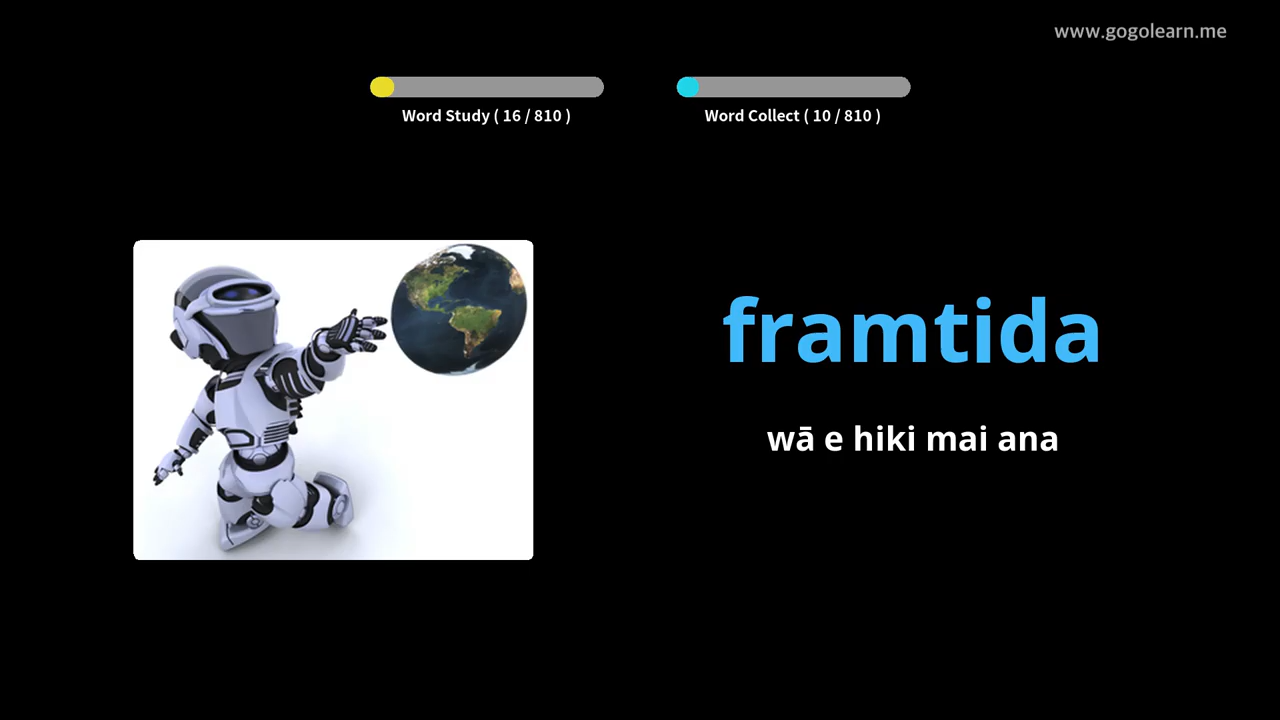 www.gogolearn.me
Word Study ( 16 / 810 )
Word Collect ( 10 / 810 )
framtida
wā e hiki mai ana